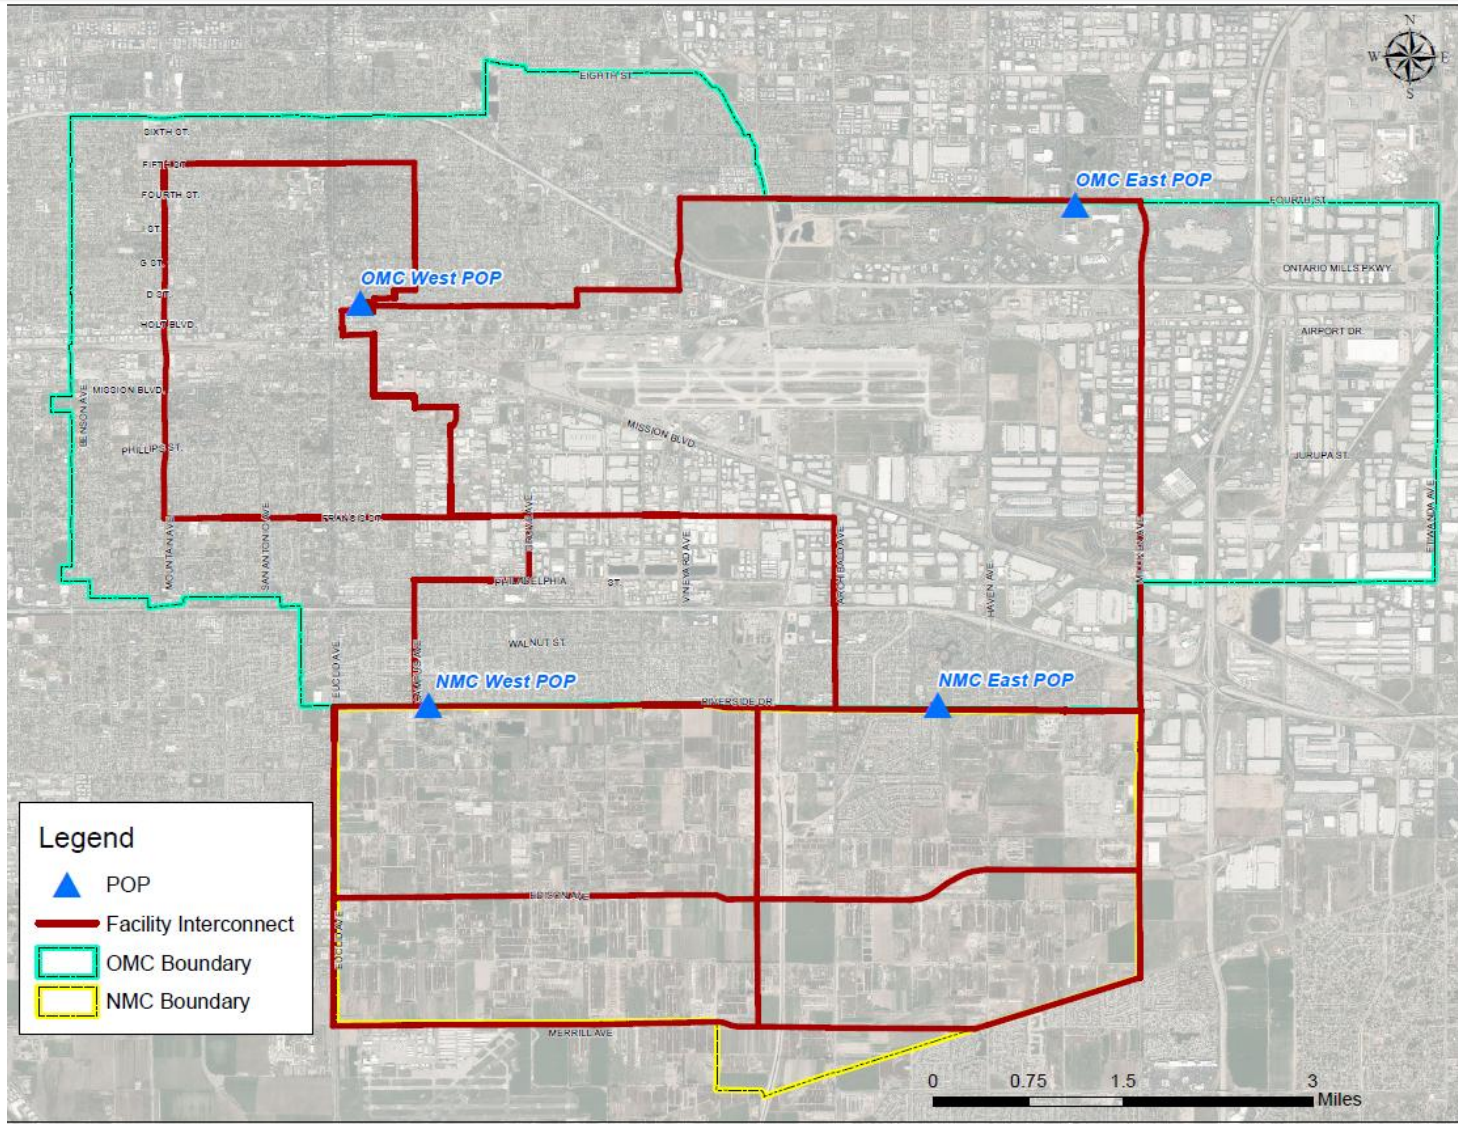 N
W E
S
EIGHTH ST
SIXTH ST.
FIFTH ST.
FOURTH ST.
OMC East POP
FOURTH ST.
I ST.
G ST.
OMC West POP
ONTARIO MILLS PKWY
D ST.
HOLT BLVD.
AIRPORT DR.
MISSION BLVD.
BENSON AVE
MISSION BLVD.
PHILLIPS ST.
JURUPA ST.
ETIWANDA AVE
FRANCIS ST.
MOUNTAIN AVE
SAN ANTONIO AVE
GROVE AVE
VINEYARD AVE
ARCHIBALD AVE
HAVEN AVE.
MILLIKEN AVE
PHILADELPHIA ST.
WALNUT ST.
EUCLID AVE.
NMC West POP
NMC East POP
RIVERSIDE DR.
Legend
POP
Facility Interconnect
OMC Boundary
NMC Boundary
EDISON AVE
EUCLID AVE.
MERRILL AVE
0 0.75 1.5 3
Miles